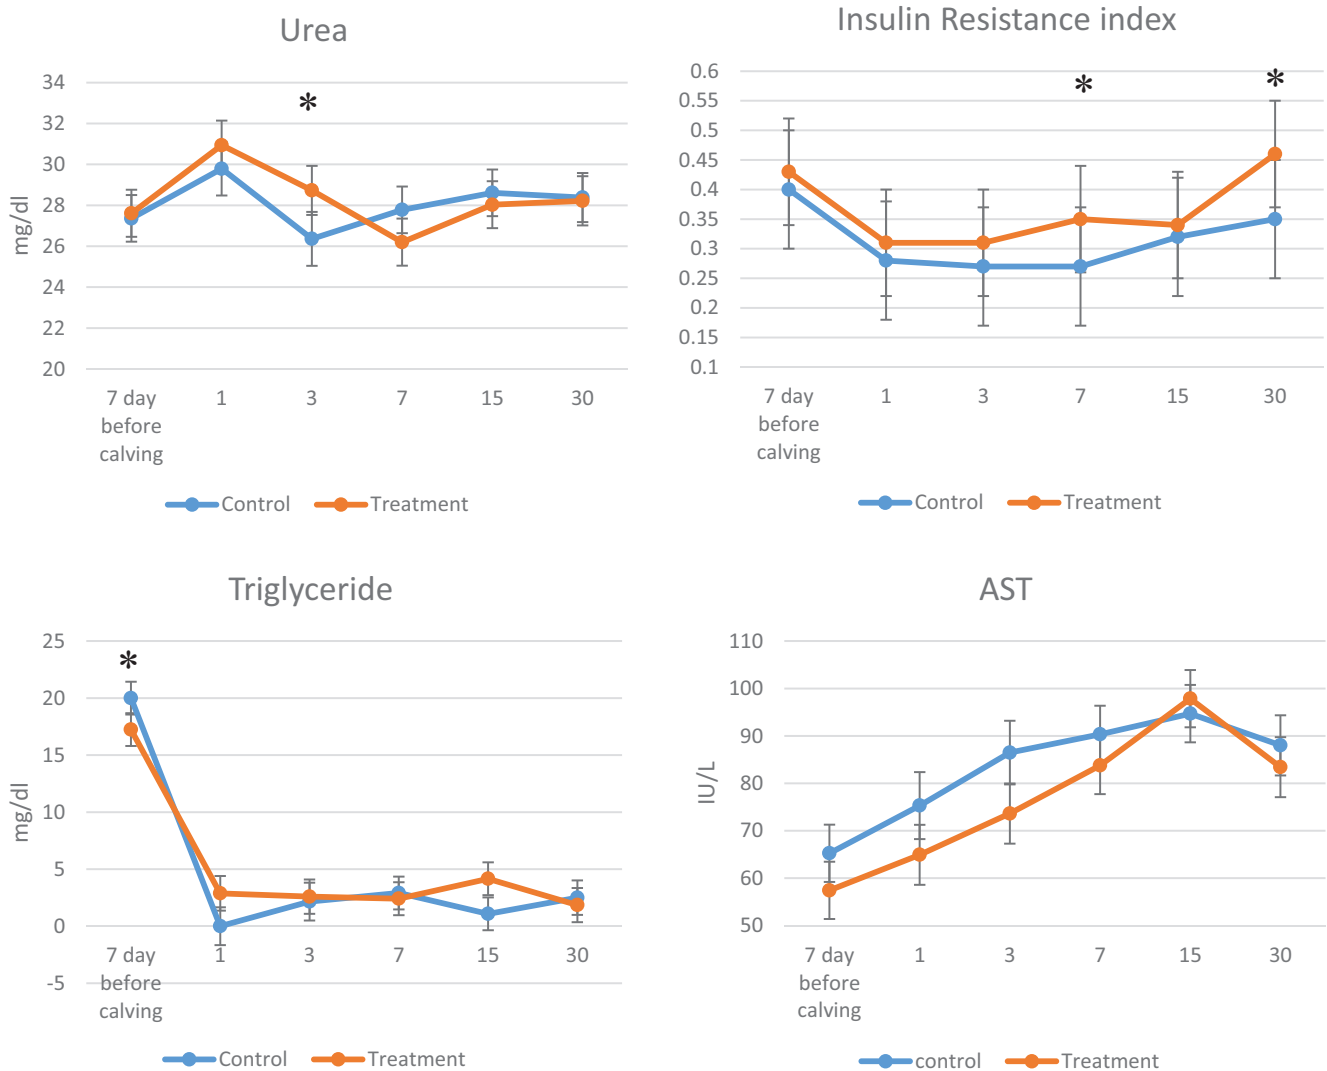 Urea
mg/dl
34
32
30
28
26
24
22
20
*
7 day
before
calving
1
3
7
15
30
Control
Treatment
Insulin Resistance index
0.6
0.55
0.5
0.45
0.4
0.35
0.3
0.25
0.2
0.15
0.1
*
*
7 day
before
calving
1
3
7
15
30
Control
Treatment
Triglyceride
mg/dl
25
20
15
10
5
0
-5
*
7 day
before
calving
1
3
7
15
30
Control
Treatment
AST
IU/L
110
100
90
80
70
60
50
7 day
before
calving
1
3
7
15
30
control
Treatment